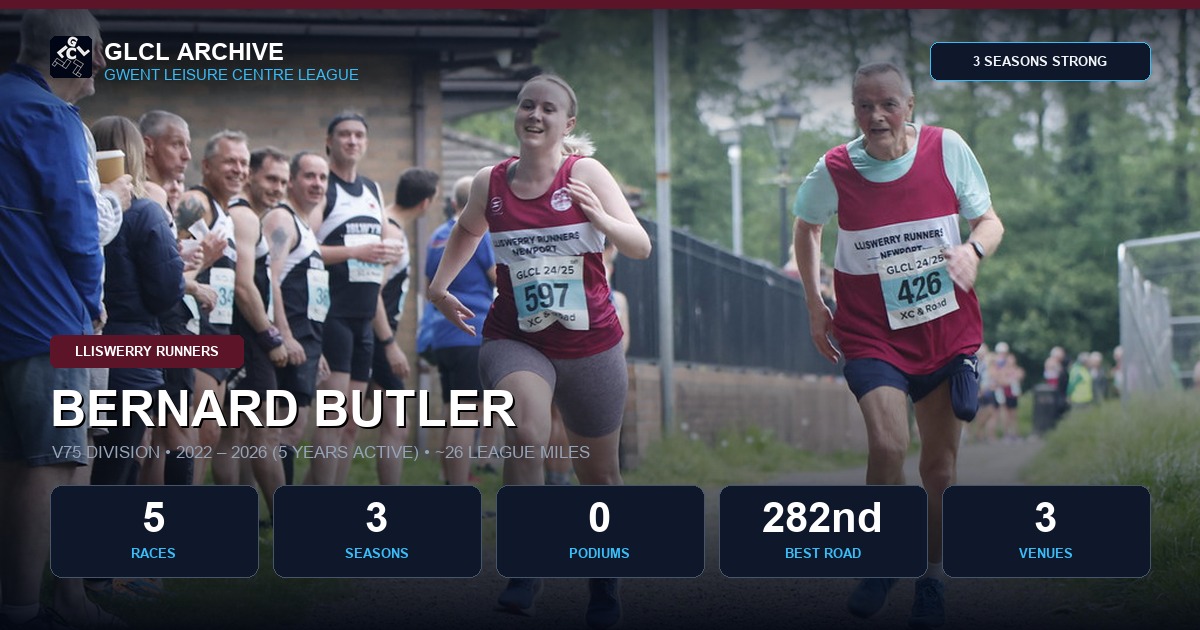 GLCL ARCHIVE
GWENT LEISURE CENTRE LEAGUE
3 SEASONS STRONG
LLISWERRY RUNNERS
NEWPORT
GLCL 24/25
597
XC & Road
LLISWERRY RUNNERS
NEWPORT
GLCL 24/25
426
XC & Road
LLISWERRY RUNNERS
BERNARD BUTLER
V75 DIVISION • 2022 – 2026 (5 YEARS ACTIVE) • ~26 LEAGUE MILES
5
RACES
3
SEASONS
0
PODIUMS
282nd
BEST ROAD
3
VENUES